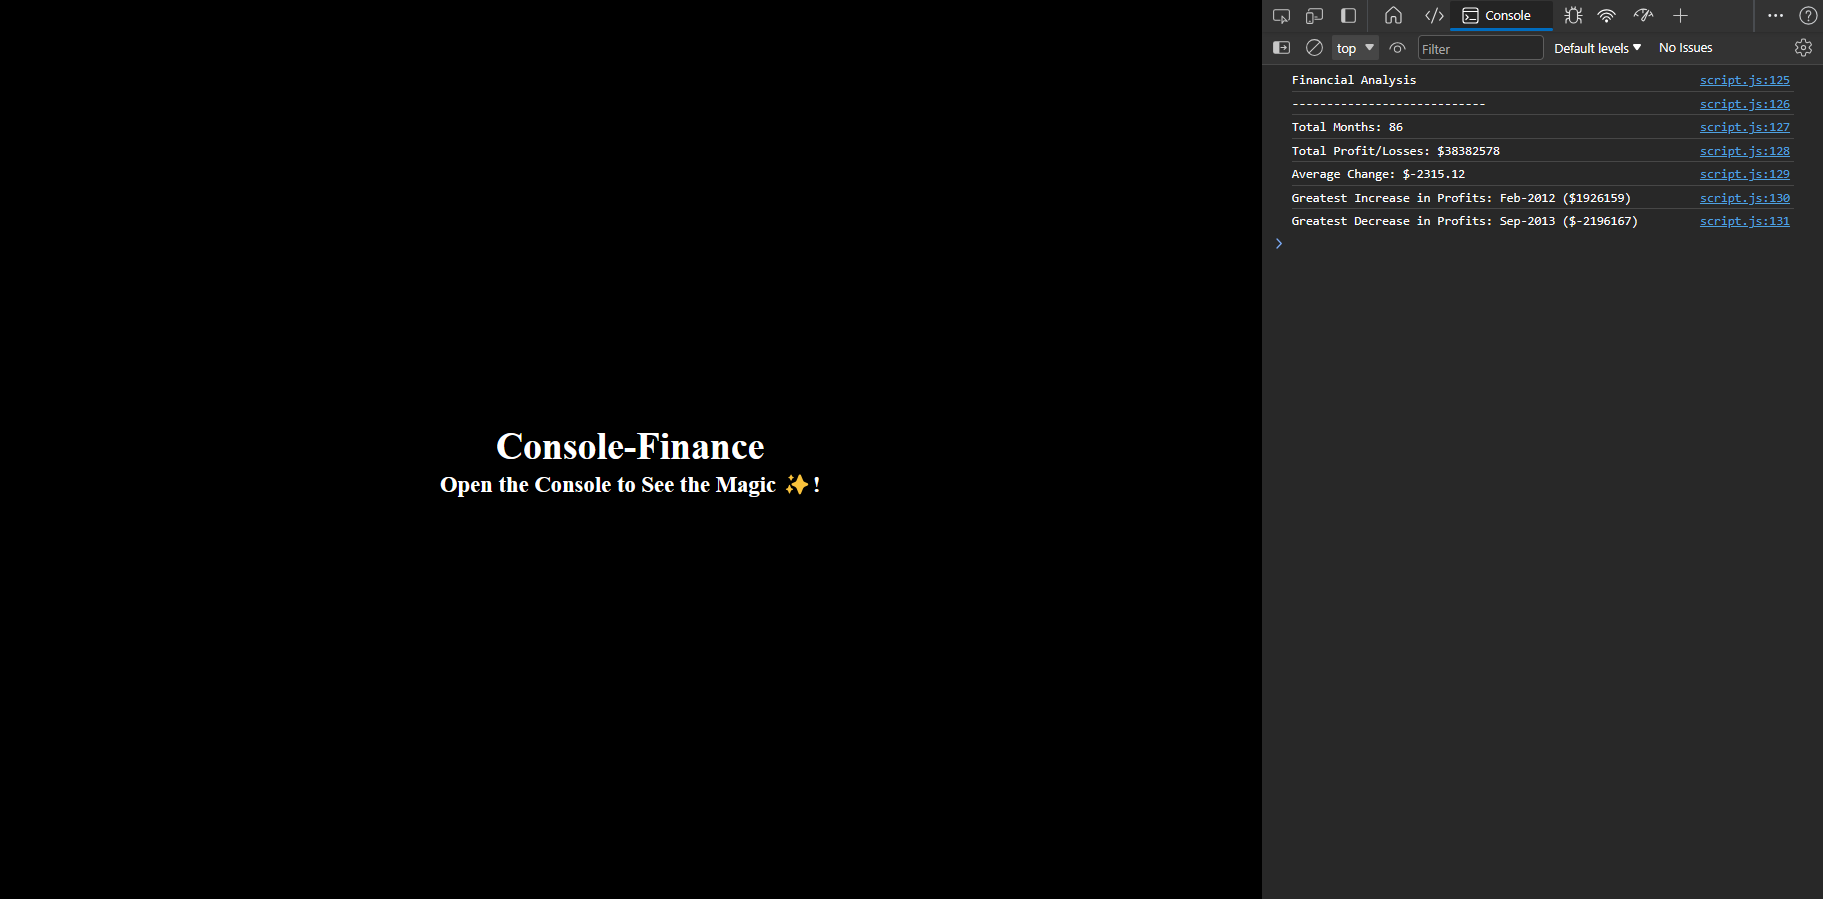 Console-Finance
Open the Console to See the Magic ✨!
Console
top
Filter
Default levels
No Issues
Financial Analysis script.js:125
---------------------------- script.js:126
Total Months: 86 script.js:127
Total Profit/Losses: $38382578 script.js:128
Average Change: $-2315.12 script.js:129
Greatest Increase in Profits: Feb-2012 ($1926159) script.js:130
Greatest Decrease in Profits: Sep-2013 ($-2196167) script.js:131